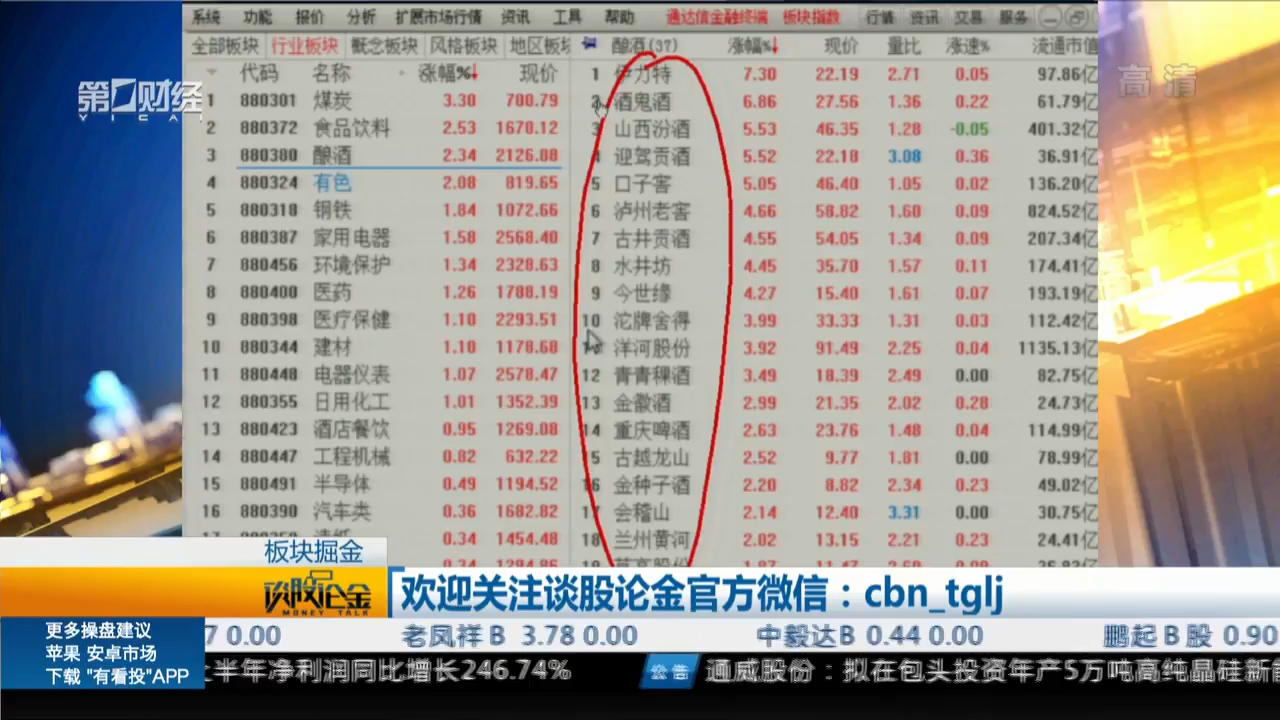 系统 功能 报价 分析 扩展市场行情 资讯 工具 帮助 通达信金融终端 板块指数 行情 资讯 交易 服务
全部板块 行业板块 概念板块 风格板块 地区板块 酿酒(37) 涨幅%↓ 现价 量比 涨速% 流通市值
代码 名称 · 涨幅%↓ 现价 1 伊力特 7.30 22.19 2.71 0.05 97.86亿
1 880301 煤炭 3.30 700.79 2 酒鬼酒 6.86 27.56 1.36 0.22 61.79亿
2 880372 食品饮料 2.53 1670.12 3 山西汾酒 5.53 46.35 1.28 -0.05 401.32亿
3 880380 酿酒 2.34 2126.08 4 迎驾贡酒 5.52 22.18 3.08 0.36 36.91亿
4 880324 有色 2.08 819.65 5 口子窖 5.05 46.40 1.05 0.02 136.20亿
5 880318 钢铁 1.84 1072.66 6 泸州老窖 4.66 58.82 1.60 0.09 824.52亿
6 880387 家用电器 1.58 2568.40 7 古井贡酒 4.55 54.05 1.34 0.09 207.34亿
7 880456 环境保护 1.34 2328.63 8 水井坊 4.45 35.70 1.57 0.11 174.41亿
8 880400 医药 1.26 1788.19 9 今世缘 4.27 15.40 1.61 0.07 193.19亿
9 880398 医疗保健 1.10 2293.51 10 沱牌舍得 3.99 33.33 1.31 0.03 112.42亿
10 880344 建材 1.10 1178.68 洋河股份 3.92 91.49 2.25 0.04 1135.13亿
11 880448 电器仪表 1.07 2578.47 12 青青稞酒 3.49 18.39 2.49 0.00 82.75亿
12 880355 日用化工 1.01 1352.39 13 金徽酒 2.99 21.35 2.02 0.28 24.73亿
13 880423 酒店餐饮 0.95 1269.08 14 重庆啤酒 2.63 23.76 1.48 0.04 114.99亿
14 880447 工程机械 0.82 632.22 5 古越龙山 2.52 9.77 1.81 0.00 78.99亿
15 880491 半导体 0.49 1194.52 16 金种子酒 2.20 8.82 2.34 0.23 49.02亿
16 880390 汽车类 0.36 1682.82 17 会稽山 2.14 12.40 3.31 0.00 30.75亿
0.34 1454.48 18 兰州黄河 2.02 13.15 2.21 0.23 24.41亿
第一财经
YICAI
高清
板块掘金
谈股论金
MONEY TALK
欢迎关注谈股论金官方微信：cbn_tglj
更多操盘建议
苹果 安卓市场
下载 "有看投"APP
7 0.00 老凤祥B 3.78 0.00 中毅达B 0.44 0.00 鹏起B股 0.90
上半年净利润同比增长246.74% 公告 通威股份：拟在包头投资年产5万吨高纯晶硅新能